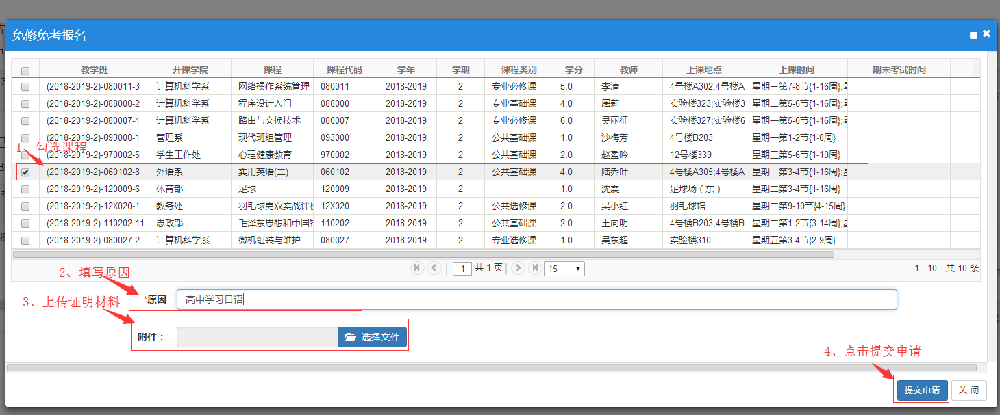 免修免考报名
教学班 开课学院 课程 课程代码 学年 学期 课程类别 学分 教师 上课地点 上课时间 期末考试时间
(2018-2019-2)-080011-3 计算机科学系 网络操作系统管理 080011 2018-2019 2 专业必修课 5.0 李清 4号楼A302;4号楼A 星期三第7-8节{1-16周};星
(2018-2019-2)-088000-2 计算机科学系 程序设计入门 088000 2018-2019 2 专业基础课 4.0 屠莉 实验楼323;实验楼3 星期二第5-6节{1-16周};星
(2018-2019-2)-080007-4 计算机科学系 路由与交换技术 080007 2018-2019 2 专业必修课 6.0 吴丽征 实验楼327;实验楼6 星期一第5-6节{1-16周};星
(2018-2019-2)-093000-1 管理系 现代班组管理 093000 2018-2019 2 公共基础课 1.0 沙梅芳 4号楼B203 星期一第1-2节{1-8周}
1、勾选课程
(2018-2019-2)-970002-5 学生工作处 心理健康教育 970002 2018-2019 2 公共基础课 2.0 赵盈吟 12号楼339 星期三第5-6节{1-10周}
(2018-2019-2)-060102-8 外语系 实用英语(二) 060102 2018-2019 2 公共基础课 4.0 陆乔叶 4号楼A305;4号楼A 星期一第3-4节{1-16周};星
(2018-2019-2)-120009-6 体育部 足球 120009 2018-2019 2 1.0 沈震 足球场（东） 星期二第3-4节{1-16周}
(2018-2019-2)-12X020-1 教务处 羽毛球男双实战评析 12X020 2018-2019 2 公共选修课 2.0 吴小红 羽毛球馆 星期二第9-10节{4-15周}
(2018-2019-2)-110202-11 思政部 毛泽东思想和中国特 110202 2018-2019 2 公共基础课 2.0 王向明 4号楼B203;4号楼B 星期二第1-2节{3-14周};星
(2018-2019-2)-080027-2 计算机科学系 微机组装与维护 080027 2018-2019 2 专业选修课 1.0 吴东超 实验楼310 星期五第3-4节{2-9周}
1 共 1 页 15 1 - 10 共 10 条
2、填写原因
*原因 高中学习日语
3、上传证明材料
附件： 选择文件
4、点击提交申请
提交申请 关 闭